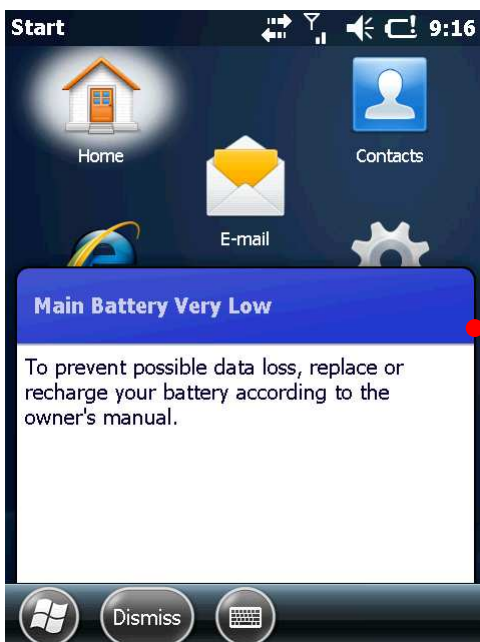 Start 9:16
Home
Contacts
E-mail
Main Battery Very Low
To prevent possible data loss, replace or
recharge your battery according to the
owner's manual.
Dismiss